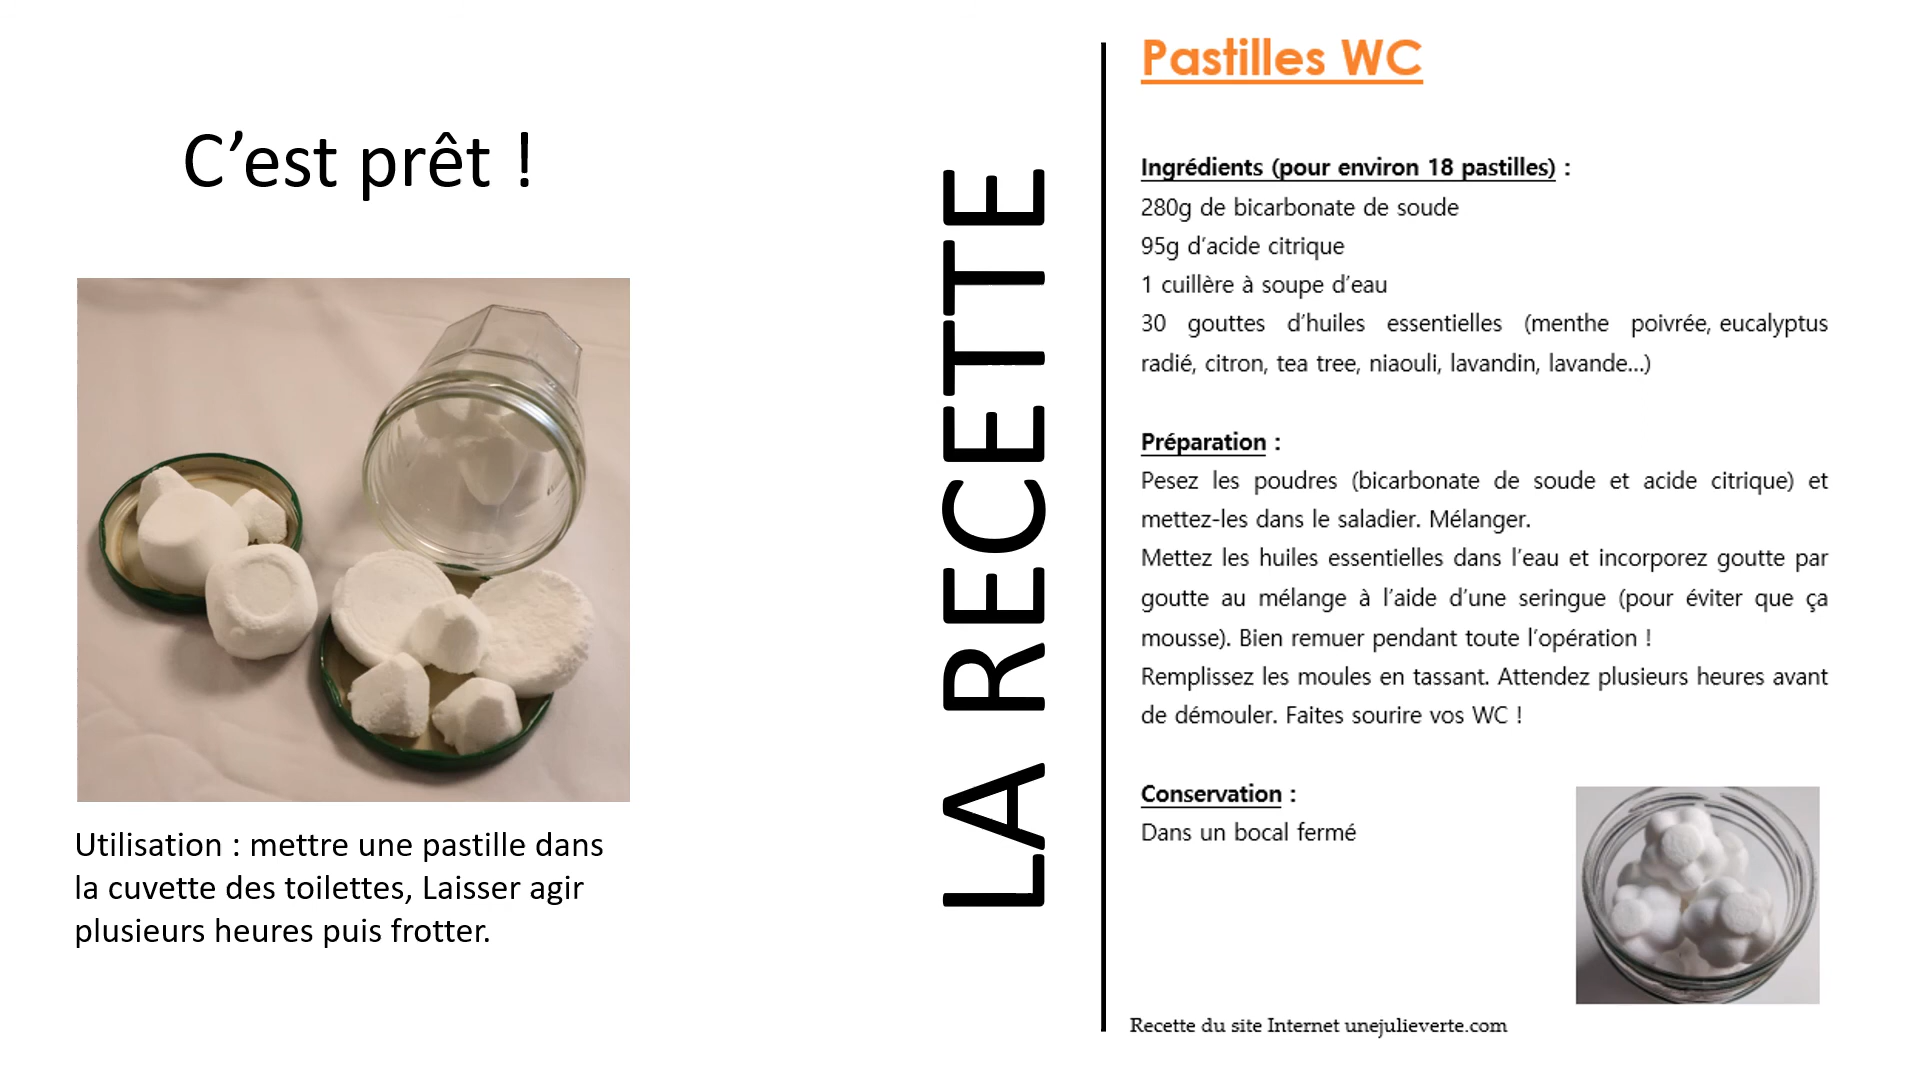 C’est prêt !
Utilisation : mettre une pastille dans
la cuvette des toilettes, Laisser agir
plusieurs heures puis frotter.
LA RECETTE
Pastilles WC
Ingrédients (pour environ 18 pastilles) :
280g de bicarbonate de soude
95g d’acide citrique
1 cuillère à soupe d’eau
30 gouttes d’huiles essentielles (menthe poivrée, eucalyptus
radié, citron, tea tree, niaouli, lavandin, lavande...)
Préparation :
Pesez les poudres (bicarbonate de soude et acide citrique) et
mettez-les dans le saladier. Mélanger.
Mettez les huiles essentielles dans l’eau et incorporez goutte par
goutte au mélange à l’aide d’une seringue (pour éviter que ça
mousse). Bien remuer pendant toute l’opération !
Remplissez les moules en tassant. Attendez plusieurs heures avant
de démouler. Faites sourire vos WC !
Conservation :
Dans un bocal fermé
Recette du site Internet unejulieverte.com